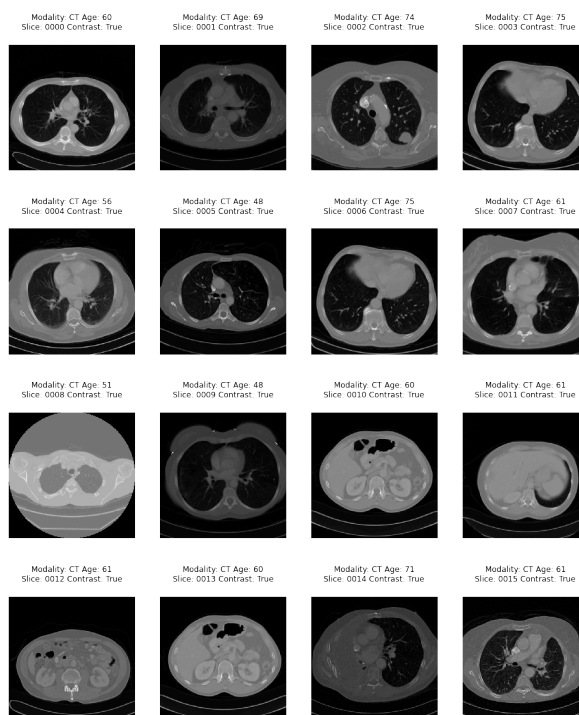 Modality: CT Age: 60
Slice: 0000 Contrast: True
Modality: CT Age: 69
Slice: 0001 Contrast: True
Modality: CT Age: 74
Slice: 0002 Contrast: True
Modality: CT Age: 75
Slice: 0003 Contrast: True
Modality: CT Age: 56
Slice: 0004 Contrast: True
Modality: CT Age: 48
Slice: 0005 Contrast: True
Modality: CT Age: 75
Slice: 0006 Contrast: True
Modality: CT Age: 61
Slice: 0007 Contrast: True
Modality: CT Age: 51
Slice: 0008 Contrast: True
Modality: CT Age: 48
Slice: 0009 Contrast: True
Modality: CT Age: 60
Slice: 0010 Contrast: True
Modality: CT Age: 61
Slice: 0011 Contrast: True
Modality: CT Age: 61
Slice: 0012 Contrast: True
Modality: CT Age: 60
Slice: 0013 Contrast: True
Modality: CT Age: 71
Slice: 0014 Contrast: True
Modality: CT Age: 61
Slice: 0015 Contrast: True